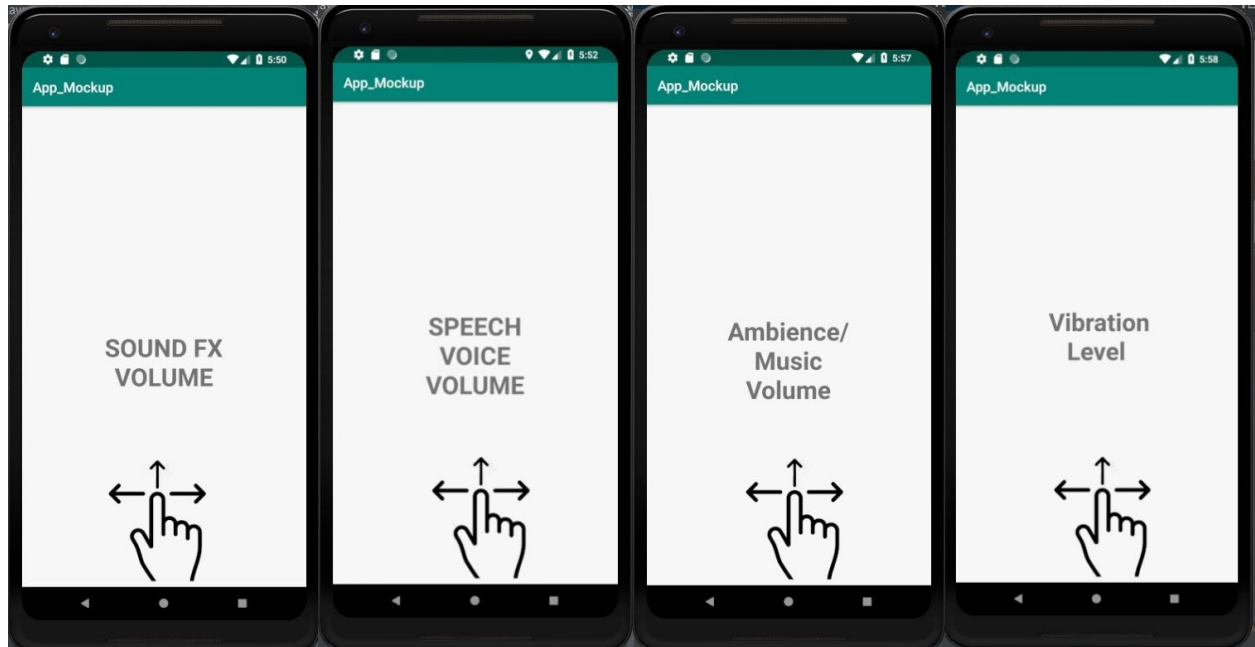 5:50
App_Mockup
SOUND FX
VOLUME
5:52
App_Mockup
SPEECH
VOICE
VOLUME
5:57
App_Mockup
Ambience/
Music
Volume
5:58
App_Mockup
Vibration
Level